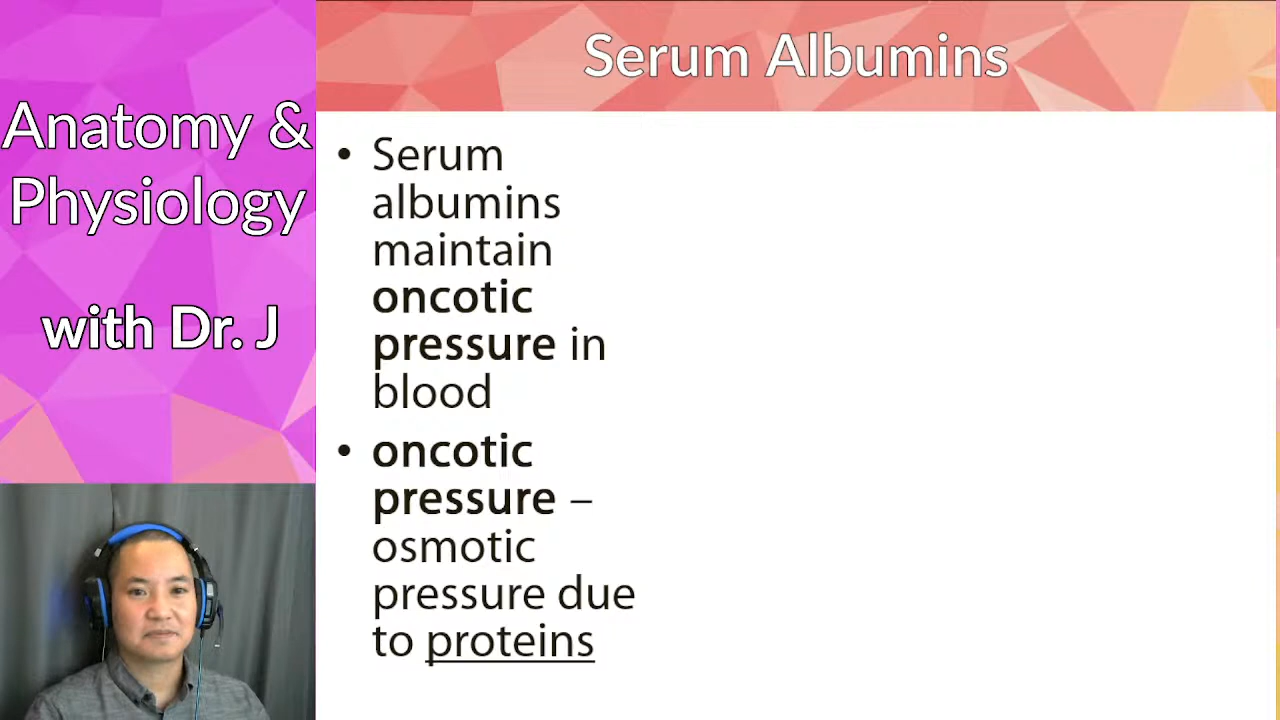 Anatomy &
Physiology
with Dr. J
Serum Albumins
• Serum
albumins
maintain
oncotic
pressure in
blood
• oncotic
pressure –
osmotic
pressure due
to proteins